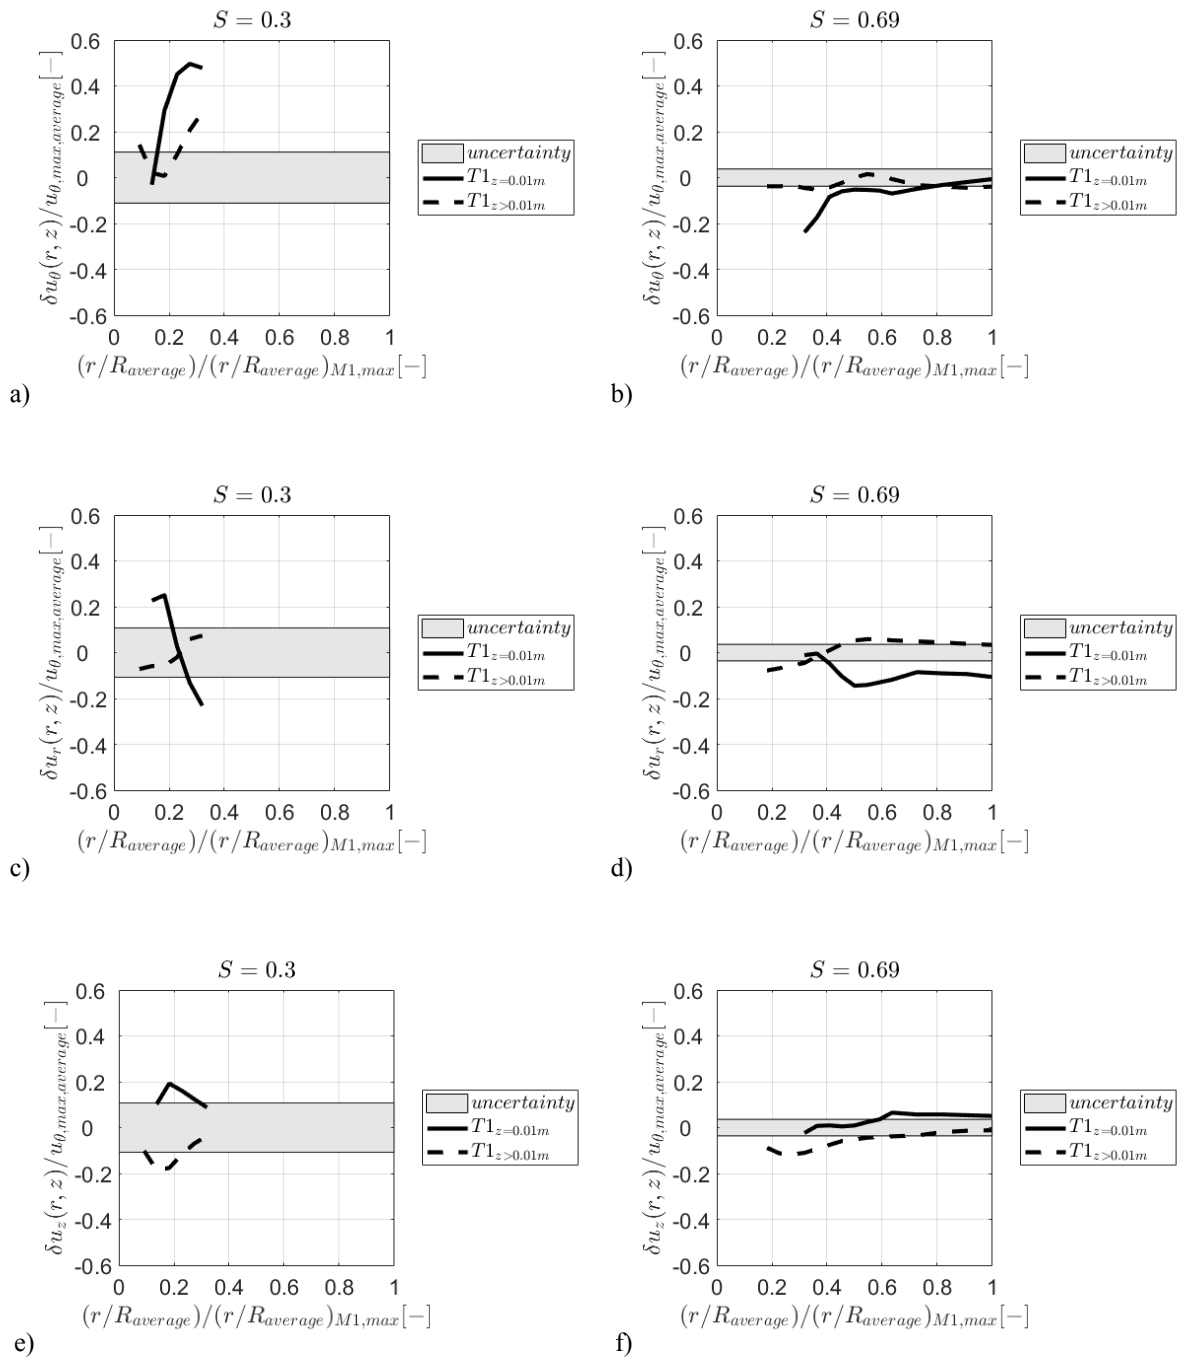 S = 0.3
δu_θ(r, z)/u_θ,max,average[−]
0.6
0.4
0.2
0
-0.2
-0.4
-0.6
0 0.2 0.4 0.6 0.8 1
(r/R_average)/(r/R_average)_M1,max[−]
uncertainty
T1_z=0.01m
T1_z>0.01m
a)
S = 0.69
δu_θ(r, z)/u_θ,max,average[−]
0.6
0.4
0.2
0
-0.2
-0.4
-0.6
0 0.2 0.4 0.6 0.8 1
(r/R_average)/(r/R_average)_M1,max[−]
uncertainty
T1_z=0.01m
T1_z>0.01m
b)
S = 0.3
δu_r(r, z)/u_θ,max,average[−]
0.6
0.4
0.2
0
-0.2
-0.4
-0.6
0 0.2 0.4 0.6 0.8 1
(r/R_average)/(r/R_average)_M1,max[−]
uncertainty
T1_z=0.01m
T1_z>0.01m
c)
S = 0.69
δu_r(r, z)/u_θ,max,average[−]
0.6
0.4
0.2
0
-0.2
-0.4
-0.6
0 0.2 0.4 0.6 0.8 1
(r/R_average)/(r/R_average)_M1,max[−]
uncertainty
T1_z=0.01m
T1_z>0.01m
d)
S = 0.3
δu_z(r, z)/u_θ,max,average[−]
0.6
0.4
0.2
0
-0.2
-0.4
-0.6
0 0.2 0.4 0.6 0.8 1
(r/R_average)/(r/R_average)_M1,max[−]
uncertainty
T1_z=0.01m
T1_z>0.01m
e)
S = 0.69
δu_z(r, z)/u_θ,max,average[−]
0.6
0.4
0.2
0
-0.2
-0.4
-0.6
0 0.2 0.4 0.6 0.8 1
(r/R_average)/(r/R_average)_M1,max[−]
uncertainty
T1_z=0.01m
T1_z>0.01m
f)